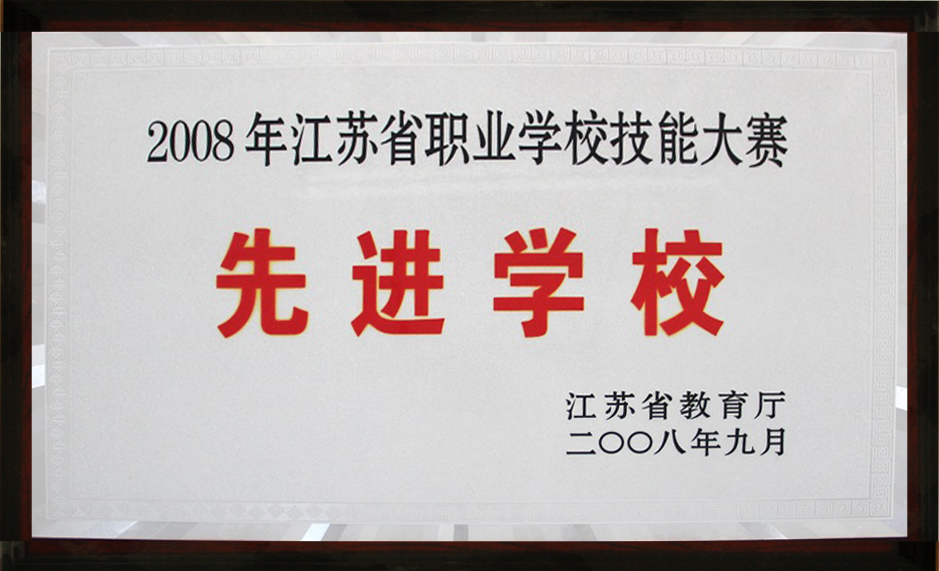 2008年江苏省职业学校技能大赛
先进学校
江苏省教育厅
二〇〇八年九月